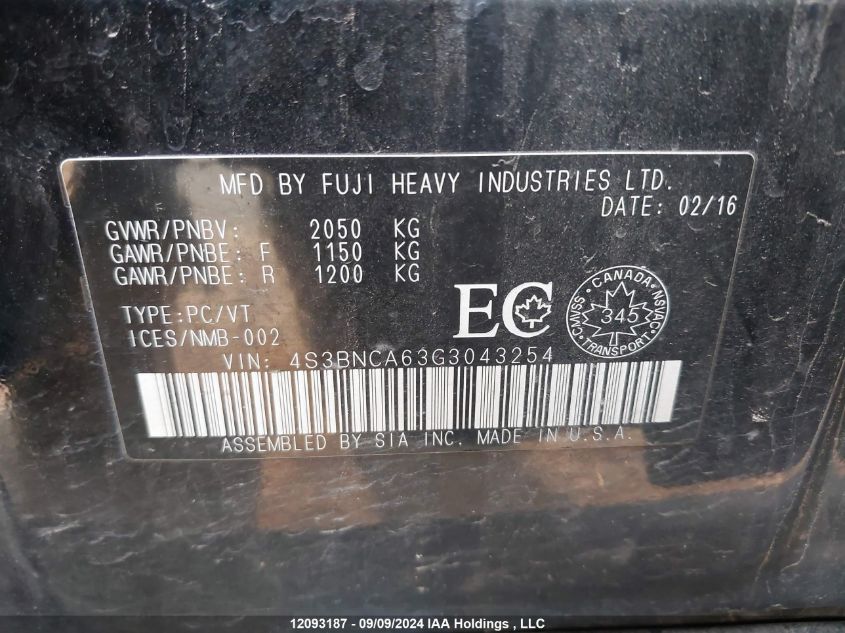 MFD BY FUJI HEAVY INDUSTRIES LTD.
DATE: 02/16
GVWR/PNBV: 2050 KG
GAWR/PNBE: F 1150 KG
GAWR/PNBE: R 1200 KG
TYPE:PC/VT
ICES/NMB-002
EC
CANADA
CMVSS 345 NSVAC
TRANSPORT
VIN: 4S3BNCA63G3043254
ASSEMBLED BY SIA INC. MADE IN U.S.A.
12093187 - 09/09/2024 IAA Holdings , LLC